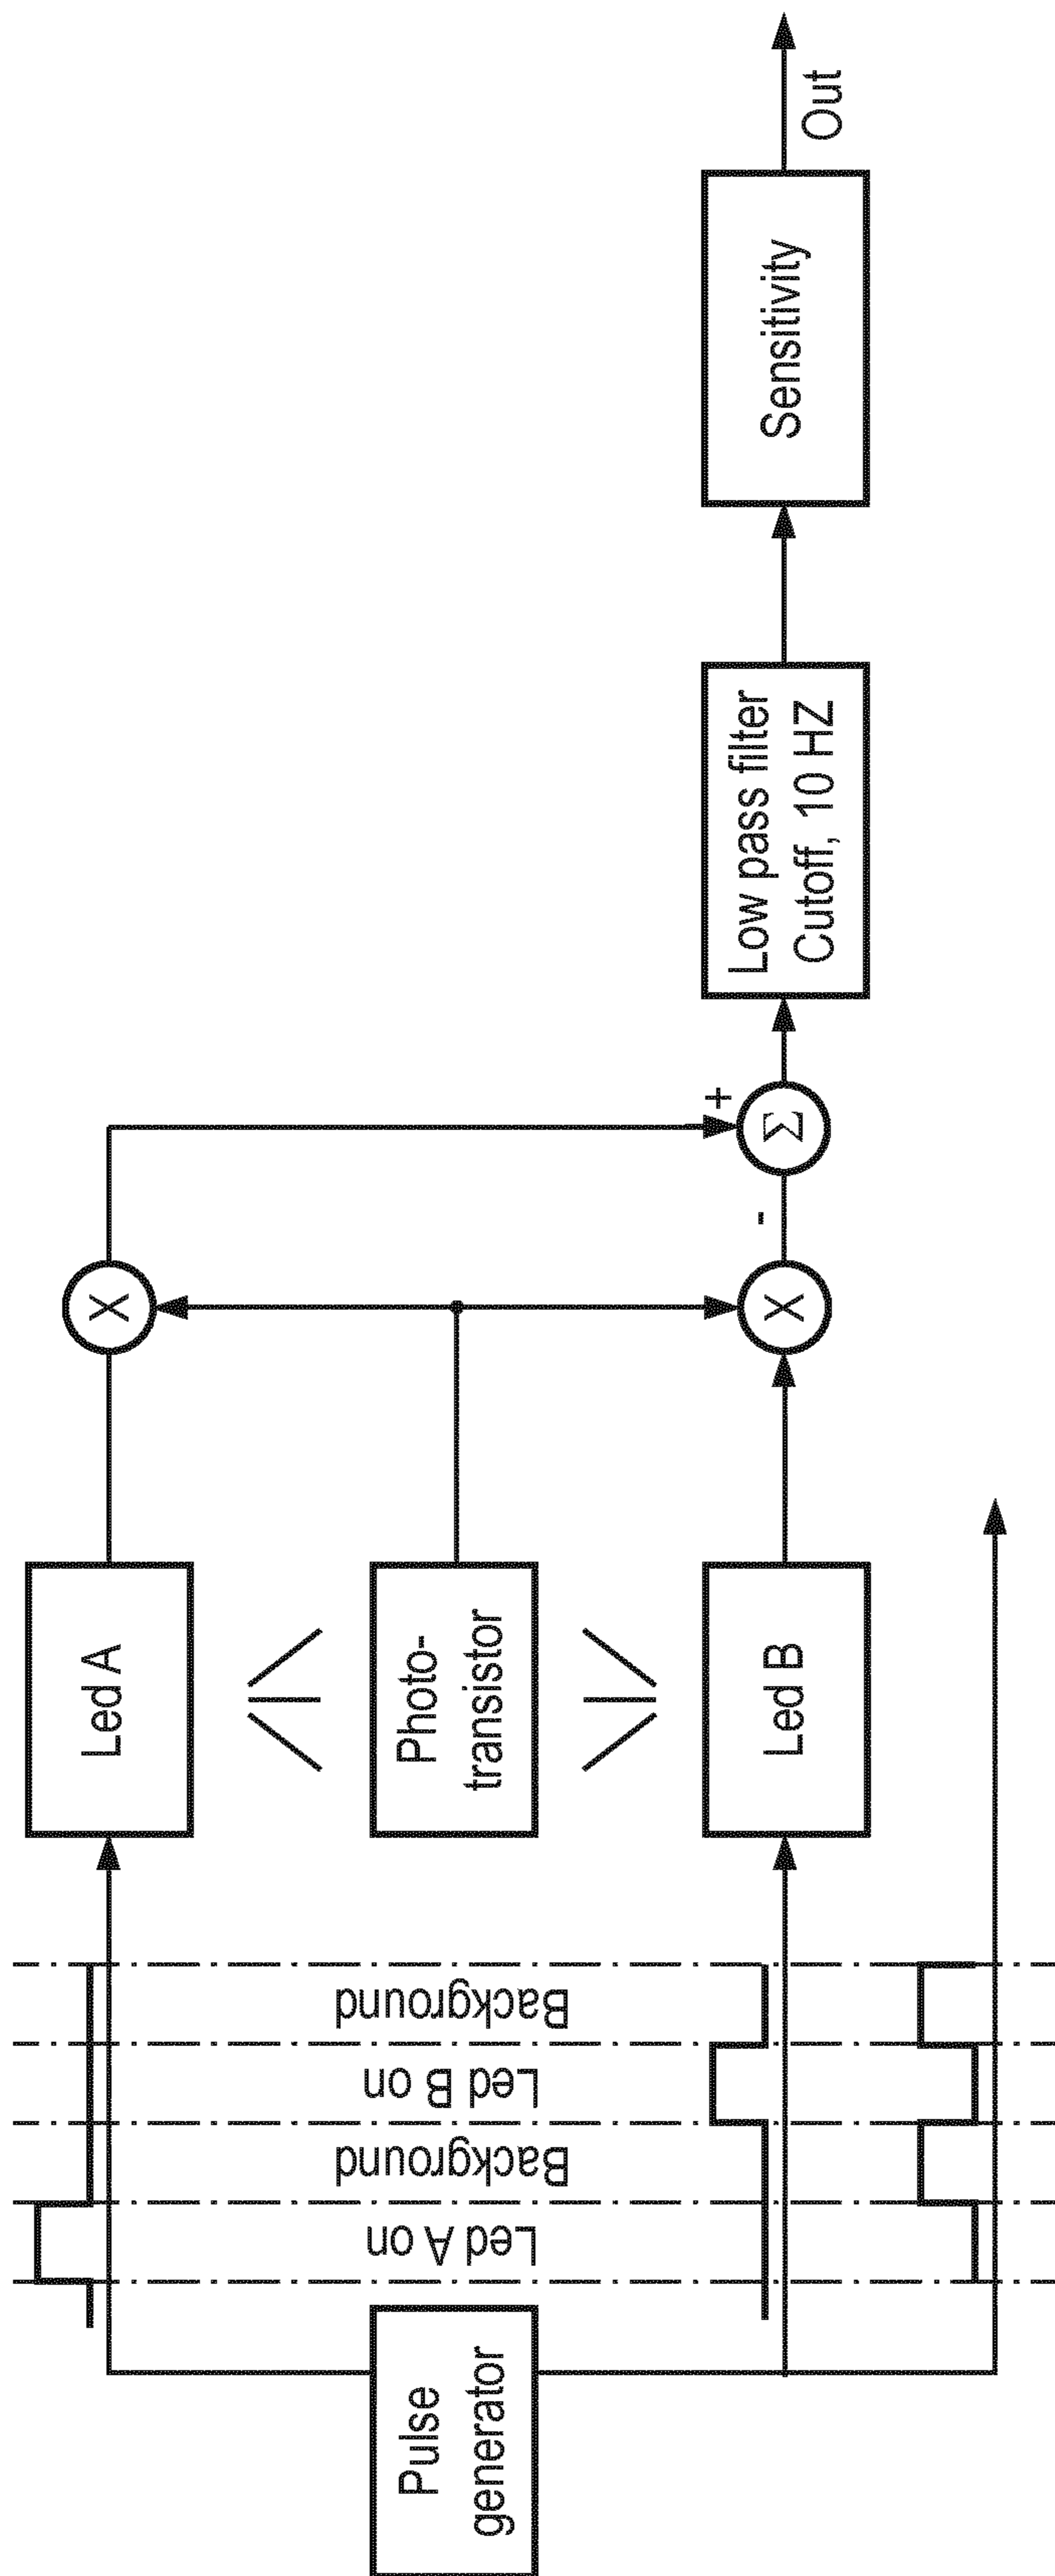 Pulse
generator
Led A on
Background
Led B on
Background
Led A
Photo-
transistor
Led B
X
X
-
+
Σ
Low pass filter
Cutoff, 10 HZ
Sensitivity
Out